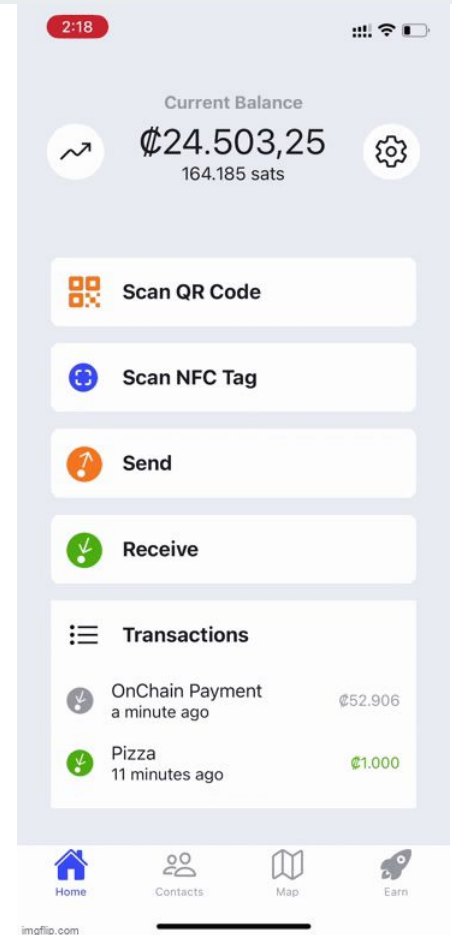 2:18
Current Balance
₡24.503,25
164.185 sats
Scan QR Code
Scan NFC Tag
Send
Receive
Transactions
OnChain Payment
a minute ago
₡52.906
Pizza
11 minutes ago
₡1.000
Home
Contacts
Map
Earn
imgflip.com